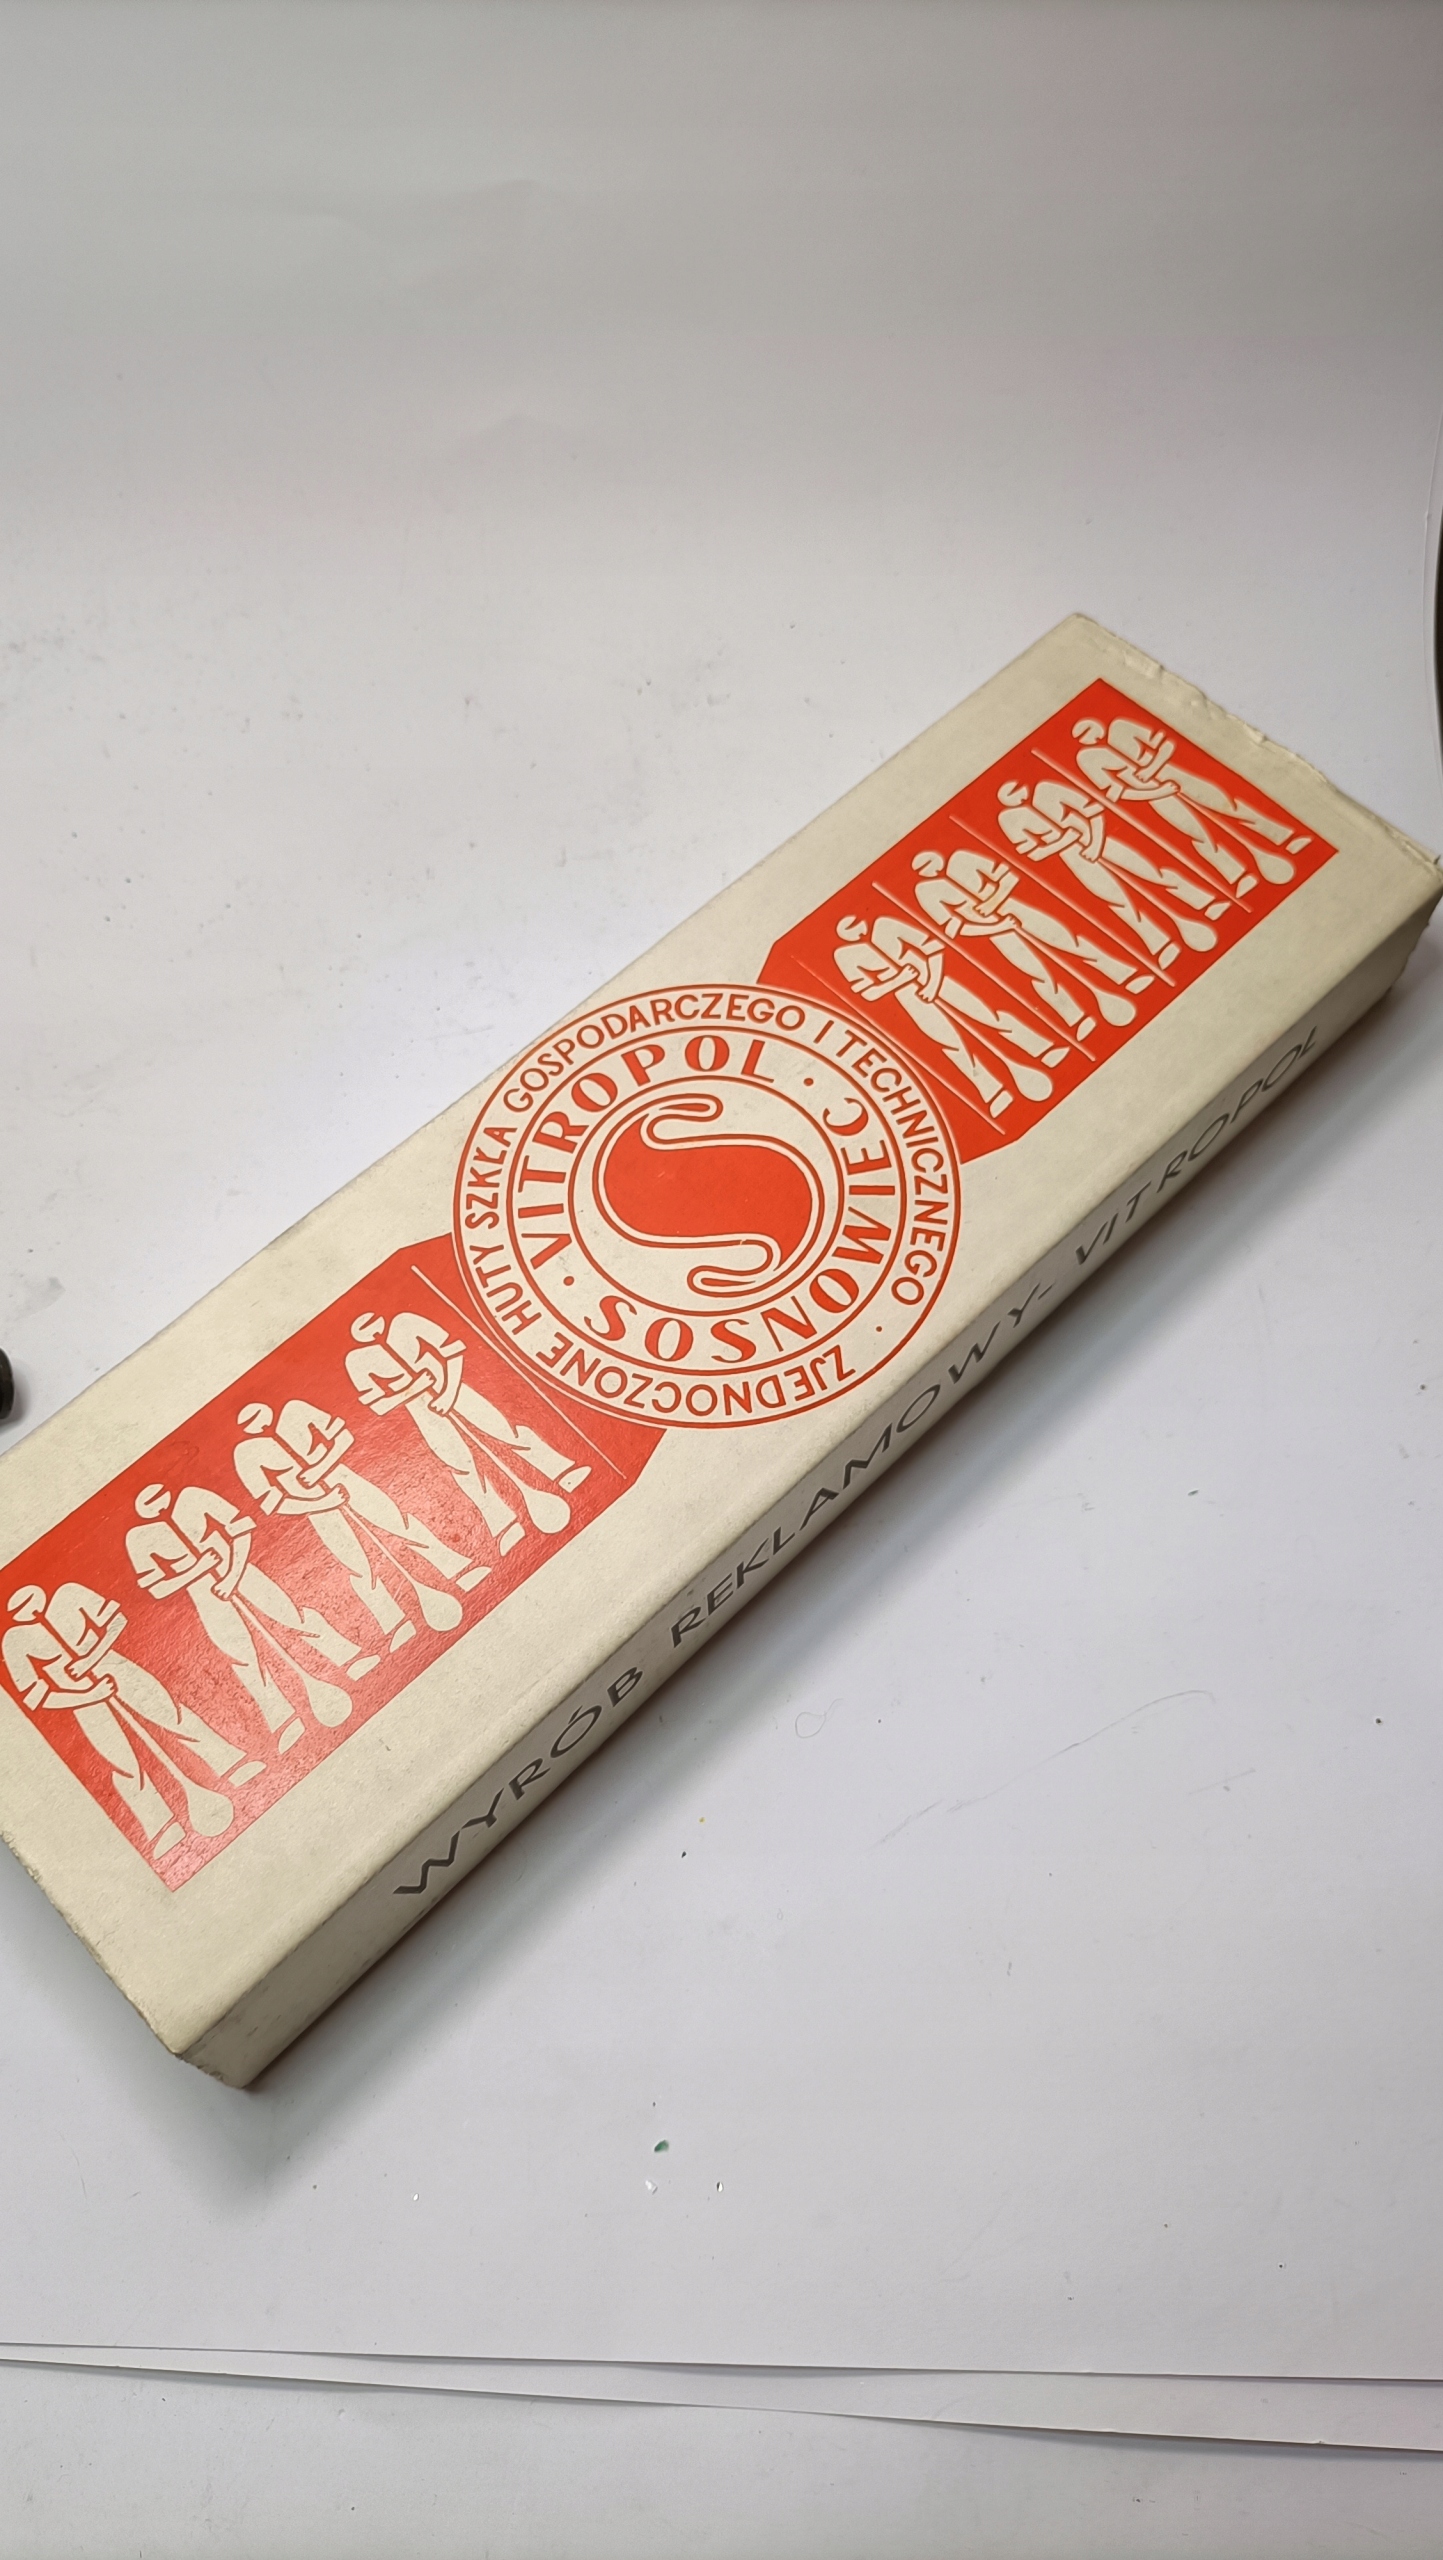 ZJEDNOCZONE HUTY SZKŁA GOSPODARCZEGO I TECHNICZNEGO ·
· VITROPOL · SOSNOWIEC
WYRÓB REKLAMOWY- VITROPOL